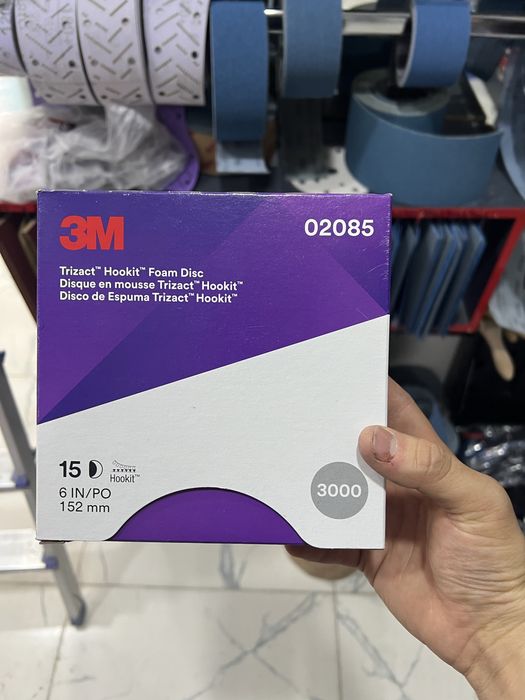 3M
02085
Trizact™ Hookit™ Foam Disc
Disque en mousse Trizact™ Hookit™
Disco de Espuma Trizact™ Hookit™
15
Hookit™
6 IN/PO
152 mm
3000